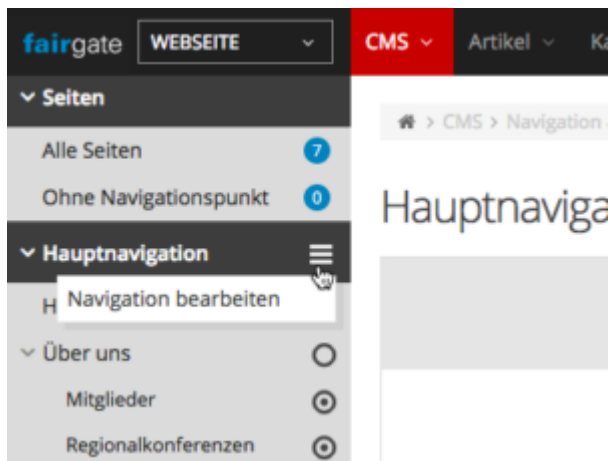 fairgate WEBSEITE CMS Artikel
Seiten
CMS > Navigation
Alle Seiten 7
Ohne Navigationspunkt 0
Hauptnavigation
Navigation bearbeiten
Über uns
Mitglieder
Regionalkonferenzen